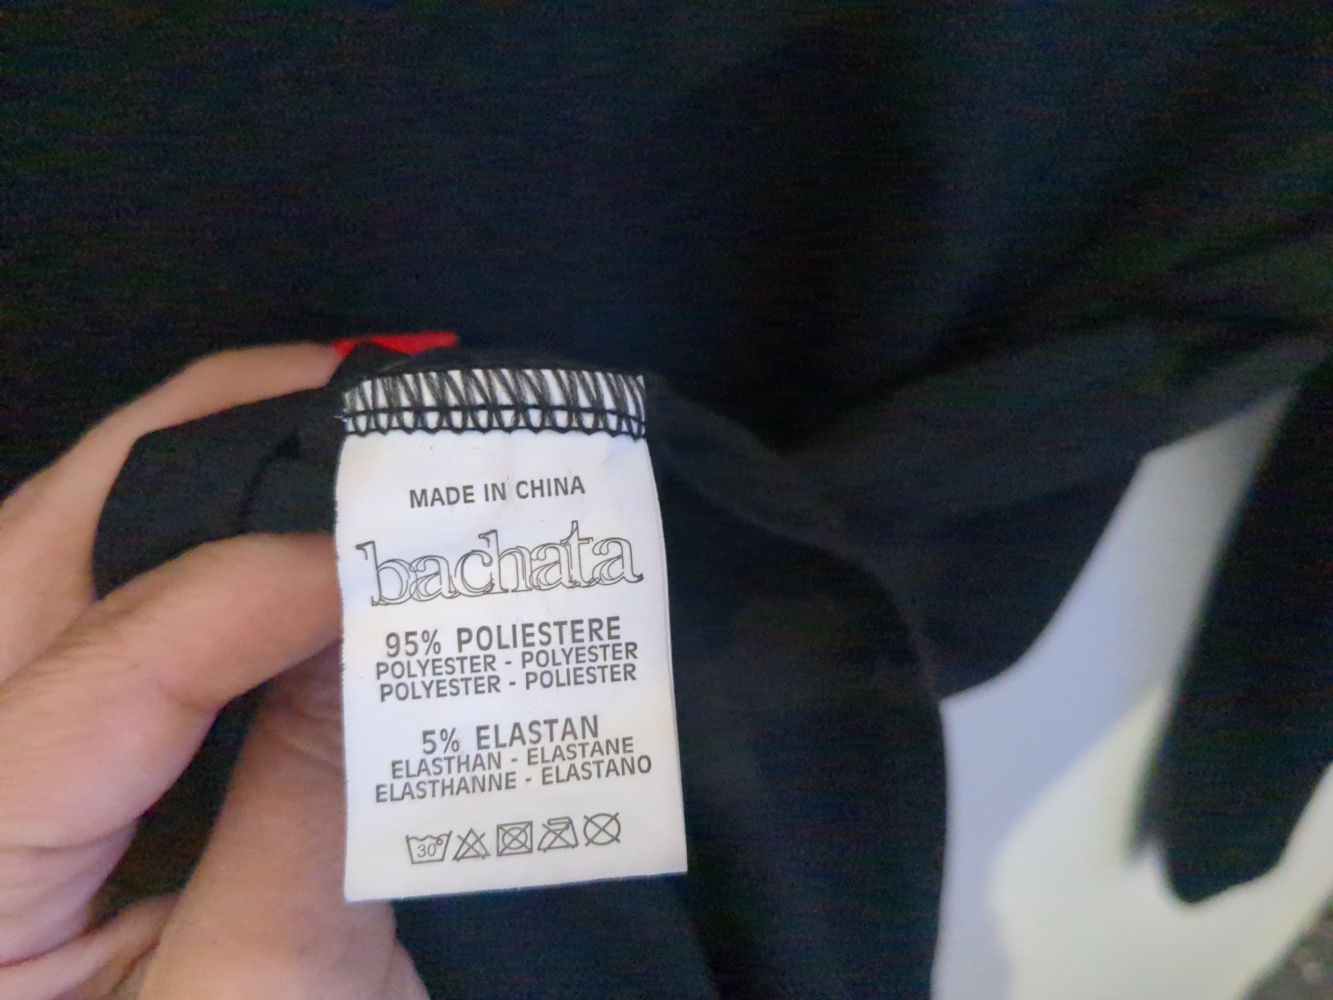 MADE IN CHINA
bachata
95% POLIESTERE
POLYESTER - POLYESTER
POLYESTER - POLIESTER
5% ELASTAN
ELASTHAN - ELASTANE
ELASTHANNE - ELASTANO
30°